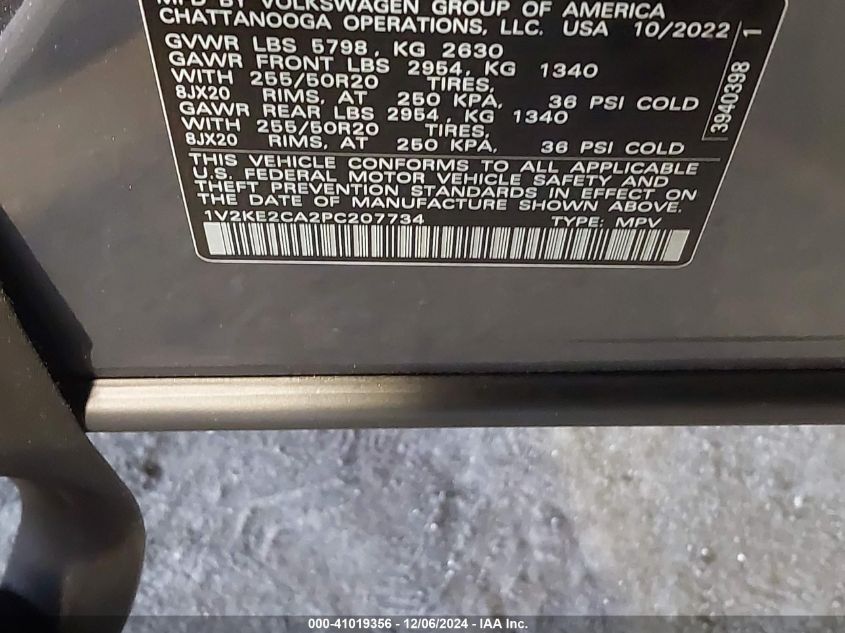 MFD BY VOLKSWAGEN GROUP OF AMERICA
CHATTANOOGA OPERATIONS, LLC. USA 10/2022
GVWR LBS 5798, KG 2630
GAWR FRONT LBS 2954, KG 1340
WITH 255/50R20 TIRES,
8JX20 RIMS, AT 250 KPA, 36 PSI COLD
GAWR REAR LBS 2954, KG 1340
WITH 255/50R20 TIRES,
8JX20 RIMS, AT 250 KPA, 36 PSI COLD
THIS VEHICLE CONFORMS TO ALL APPLICABLE
U.S. FEDERAL MOTOR VEHICLE SAFETY AND
THEFT PREVENTION STANDARDS IN EFFECT ON
THE DATE OF MANUFACTURE SHOWN ABOVE.
1V2KE2CA2PC207734 TYPE: MPV
3940398 1
000-41019356 - 12/06/2024 - IAA Inc.